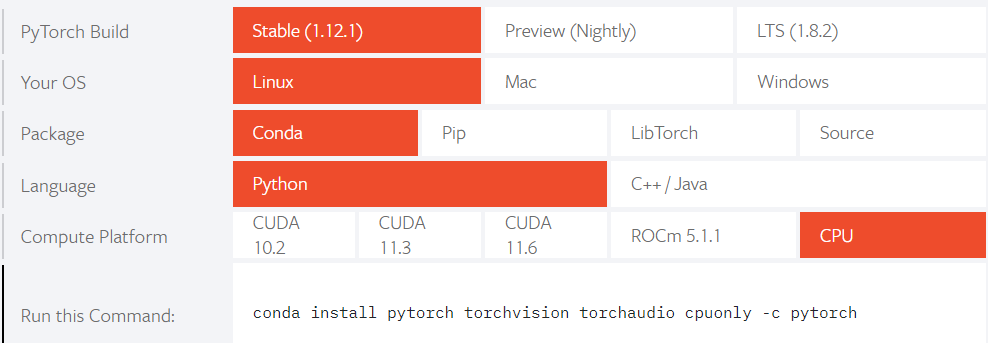 PyTorch Build Stable (1.12.1) Preview (Nightly) LTS (1.8.2)
Your OS Linux Mac Windows
Package Conda Pip LibTorch Source
Language Python C++ / Java
Compute Platform CUDA 10.2 CUDA 11.3 CUDA 11.6 ROCm 5.1.1 CPU
Run this Command: conda install pytorch torchvision torchaudio cpuonly -c pytorch